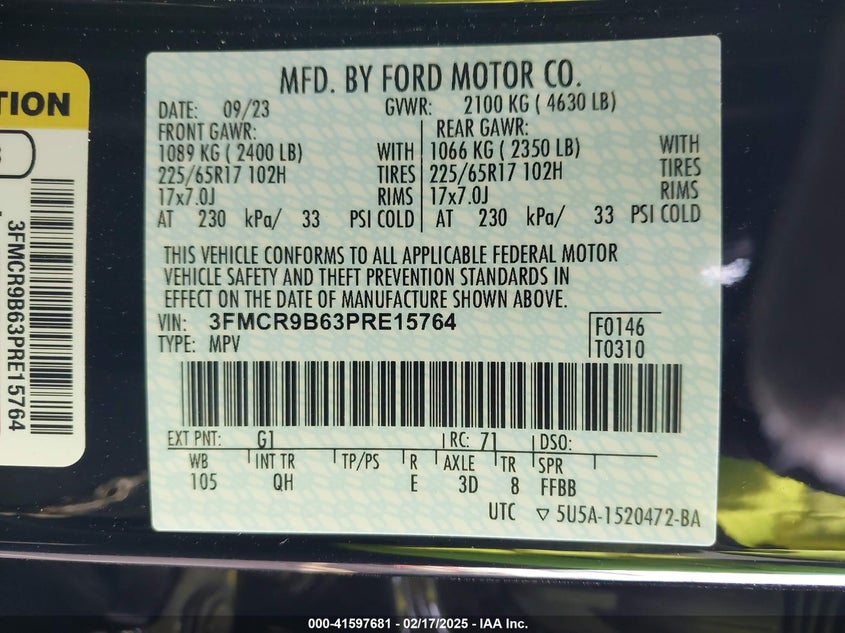 TION
3FMCR9B63PRE15764
MFD. BY FORD MOTOR CO.
DATE: 09/23 GVWR: 2100 KG ( 4630 LB)
FRONT GAWR: REAR GAWR:
1089 KG ( 2400 LB) WITH 1066 KG ( 2350 LB) WITH
225/65R17 102H TIRES 225/65R17 102H TIRES
17x7.0J RIMS 17x7.0J RIMS
AT 230 kPa/ 33 PSI COLD AT 230 kPa/ 33 PSI COLD
THIS VEHICLE CONFORMS TO ALL APPLICABLE FEDERAL MOTOR
VEHICLE SAFETY AND THEFT PREVENTION STANDARDS IN
EFFECT ON THE DATE OF MANUFACTURE SHOWN ABOVE.
VIN: 3FMCR9B63PRE15764 F0146
TYPE: MPV T0310
EXT PNT: G1 RC: 71 DSO:
WB INT TR TP/PS R AXLE TR SPR
105 QH E 3D 8 FFBB
UTC ▽ 5U5A-1520472-BA
000-41597681 - 02/17/2025 - IAA Inc.